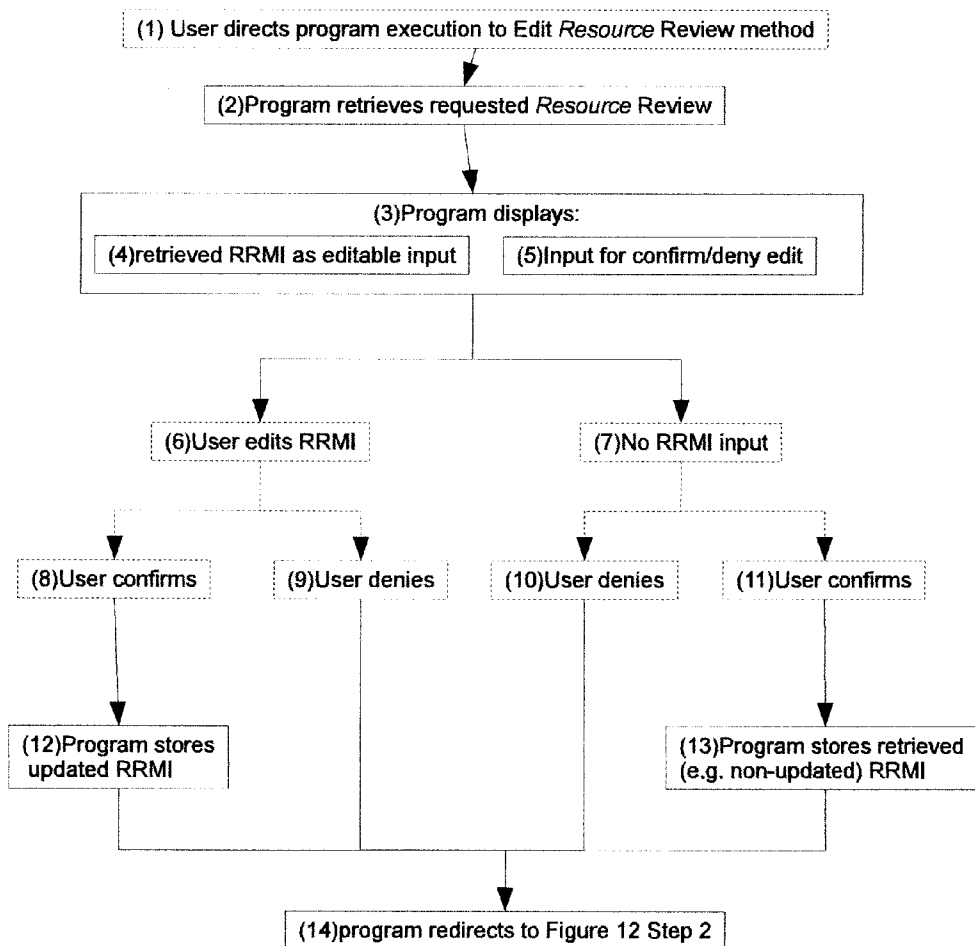 (1) User directs program execution to Edit Resource Review method
(2)Program retrieves requested Resource Review
(3)Program displays:
(4)retrieved RRMI as editable input
(5)Input for confirm/deny edit
(6)User edits RRMI
(7)No RRMI input
(8)User confirms
(9)User denies
(10)User denies
(11)User confirms
(12)Program stores
updated RRMI
(13)Program stores retrieved
(e.g. non-updated) RRMI
(14)program redirects to Figure 12 Step 2